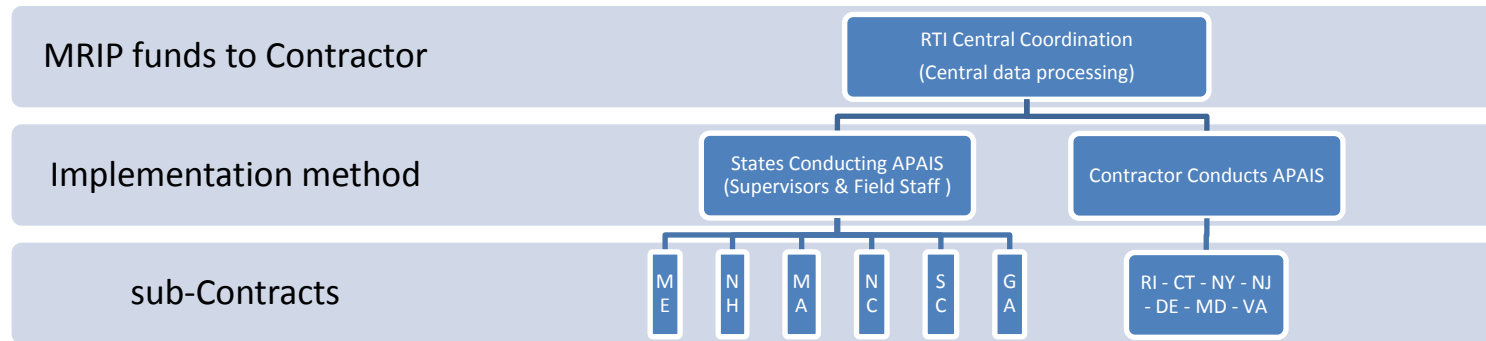 MRIP funds to Contractor
RTI Central Coordination
(Central data processing)
Implementation method
States Conducting APAIS
(Supervisors & Field Staff )
Contractor Conducts APAIS
sub-Contracts
M
E
N
H
M
A
N
C
S
C
G
A
RI - CT - NY - NJ
- DE - MD - VA